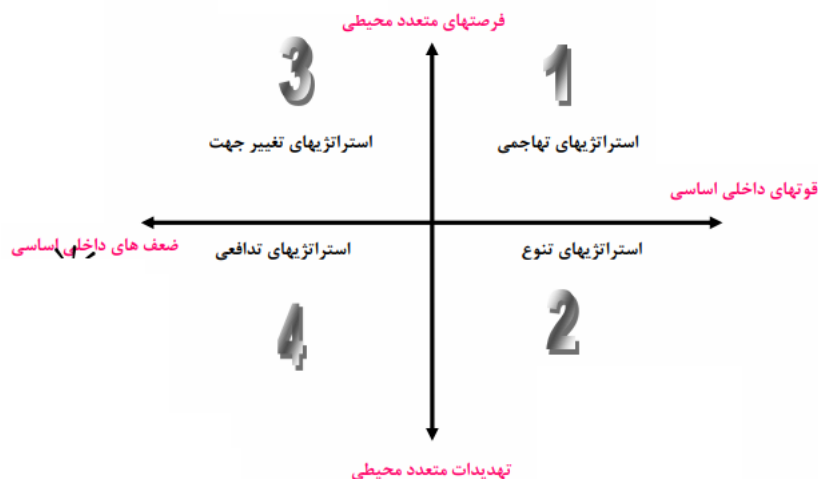 فرصتهای متعدد محیطی
1
3
استراتژیهای تهاجمی
استراتژیهای تغییر جهت
قوتهای داخلی اساسی
ضعف های داخلی اساسی
استراتژیهای تنوع
استراتژیهای تدافعی
2
4
تهدیدات متعدد محیطی